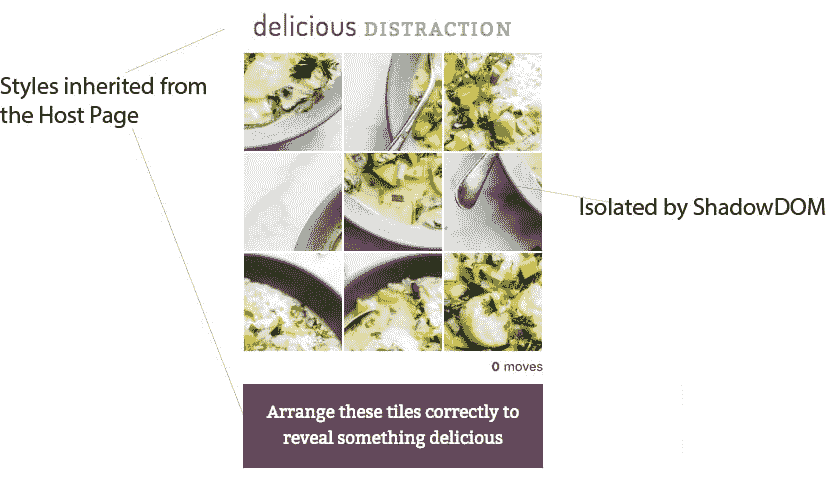 delicious DISTRACTION
Styles inherited from
the Host Page
Isolated by ShadowDOM
0 moves
Arrange these tiles correctly to
reveal something delicious